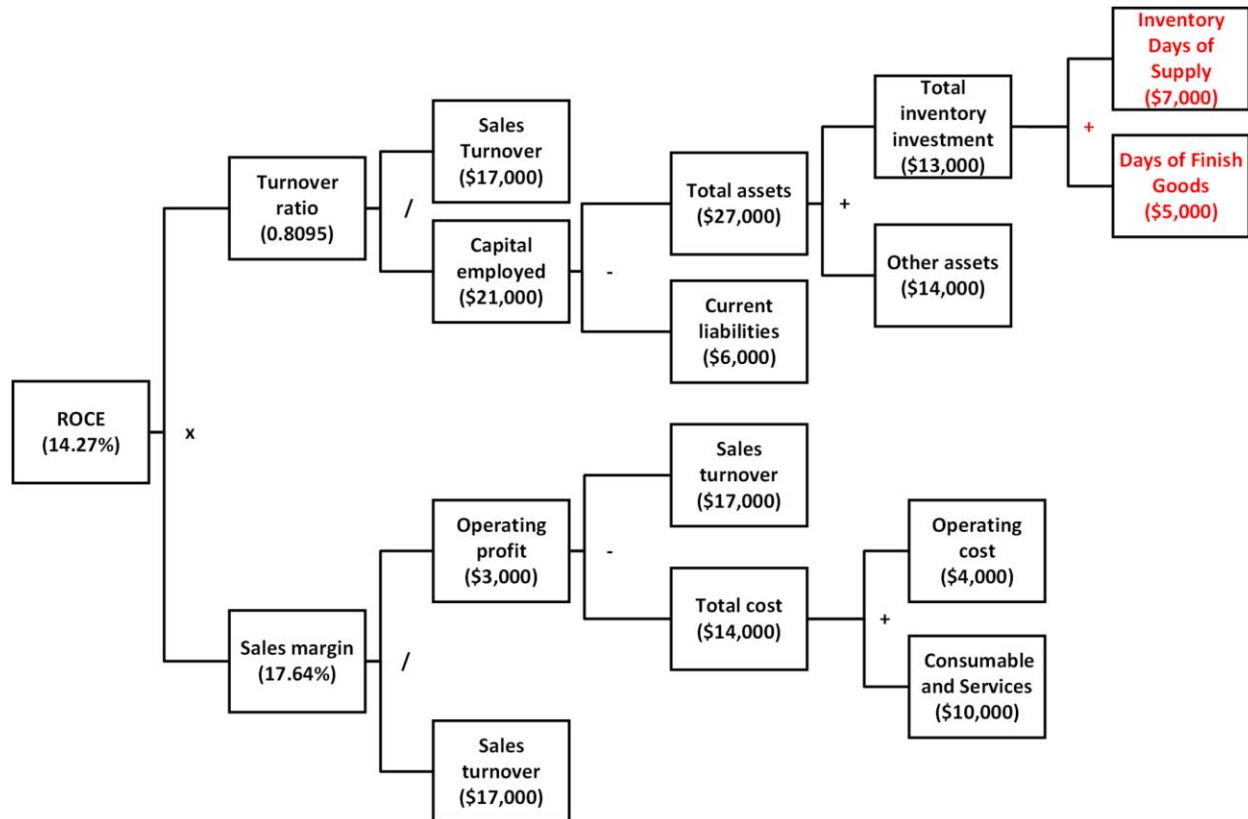 Inventory
Days of
Supply
($7,000)
+
Days of Finish
Goods
($5,000)
Total
inventory
investment
($13,000)
+
Other assets
($14,000)
Sales
Turnover
($17,000)
/
Capital
employed
($21,000)
Total assets
($27,000)
-
Current
liabilities
($6,000)
Turnover
ratio
(0.8095)
ROCE
(14.27%)
x
Sales margin
(17.64%)
Operating
profit
($3,000)
/
Sales
turnover
($17,000)
Sales
turnover
($17,000)
-
Total cost
($14,000)
Operating
cost
($4,000)
+
Consumable
and Services
($10,000)